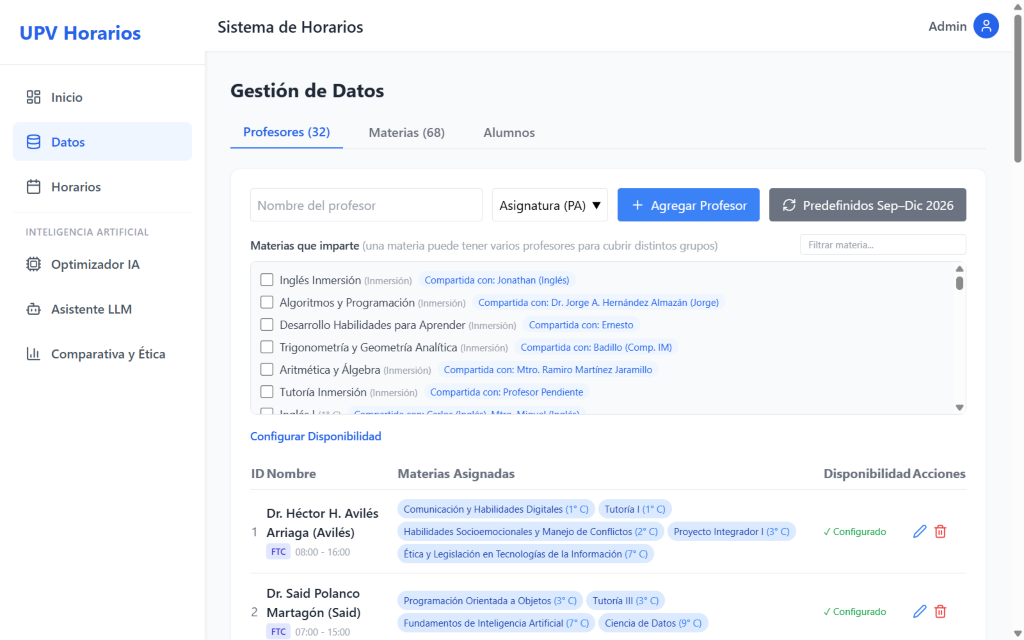 UPV Horarios
Sistema de Horarios
Admin
Inicio
Datos
Horarios
INTELIGENCIA ARTIFICIAL
Optimizador IA
Asistente LLM
Comparativa y Ética
Gestión de Datos
Profesores (32)
Materias (68)
Alumnos
Nombre del profesor
Asignatura (PA)
Agregar Profesor
Predefinidos Sep–Dic 2026
Materias que imparte (una materia puede tener varios profesores para cubrir distintos grupos)
Filtrar materia...
Inglés Inmersión (Inmersión) Compartida con: Jonathan (Inglés)
Algoritmos y Programación (Inmersión) Compartida con: Dr. Jorge A. Hernández Almazán (Jorge)
Desarrollo Habilidades para Aprender (Inmersión) Compartida con: Ernesto
Trigonometría y Geometría Analítica (Inmersión) Compartida con: Badillo (Comp. IM)
Aritmética y Álgebra (Inmersión) Compartida con: Mtro. Ramiro Martínez Jaramillo
Tutoría Inmersión (Inmersión) Compartida con: Profesor Pendiente
Inglés I (1° C) Compartida con: Carlos (Inglés), Mtro. Miguel (Inglés)
Configurar Disponibilidad
ID Nombre Materias Asignadas Disponibilidad Acciones
1
Dr. Héctor H. Avilés
Arriaga (Avilés)
FTC 08:00 - 16:00
Comunicación y Habilidades Digitales (1° C) Tutoría I (1° C)
Habilidades Socioemocionales y Manejo de Conflictos (2° C) Proyecto Integrador I (3° C)
Ética y Legislación en Tecnologías de la Información (7° C)
✓ Configurado
2
Dr. Said Polanco
Martagón (Said)
FTC 07:00 - 15:00
Programación Orientada a Objetos (3° C) Tutoría III (3° C)
Fundamentos de Inteligencia Artificial (7° C) Ciencia de Datos (9° C)
✓ Configurado